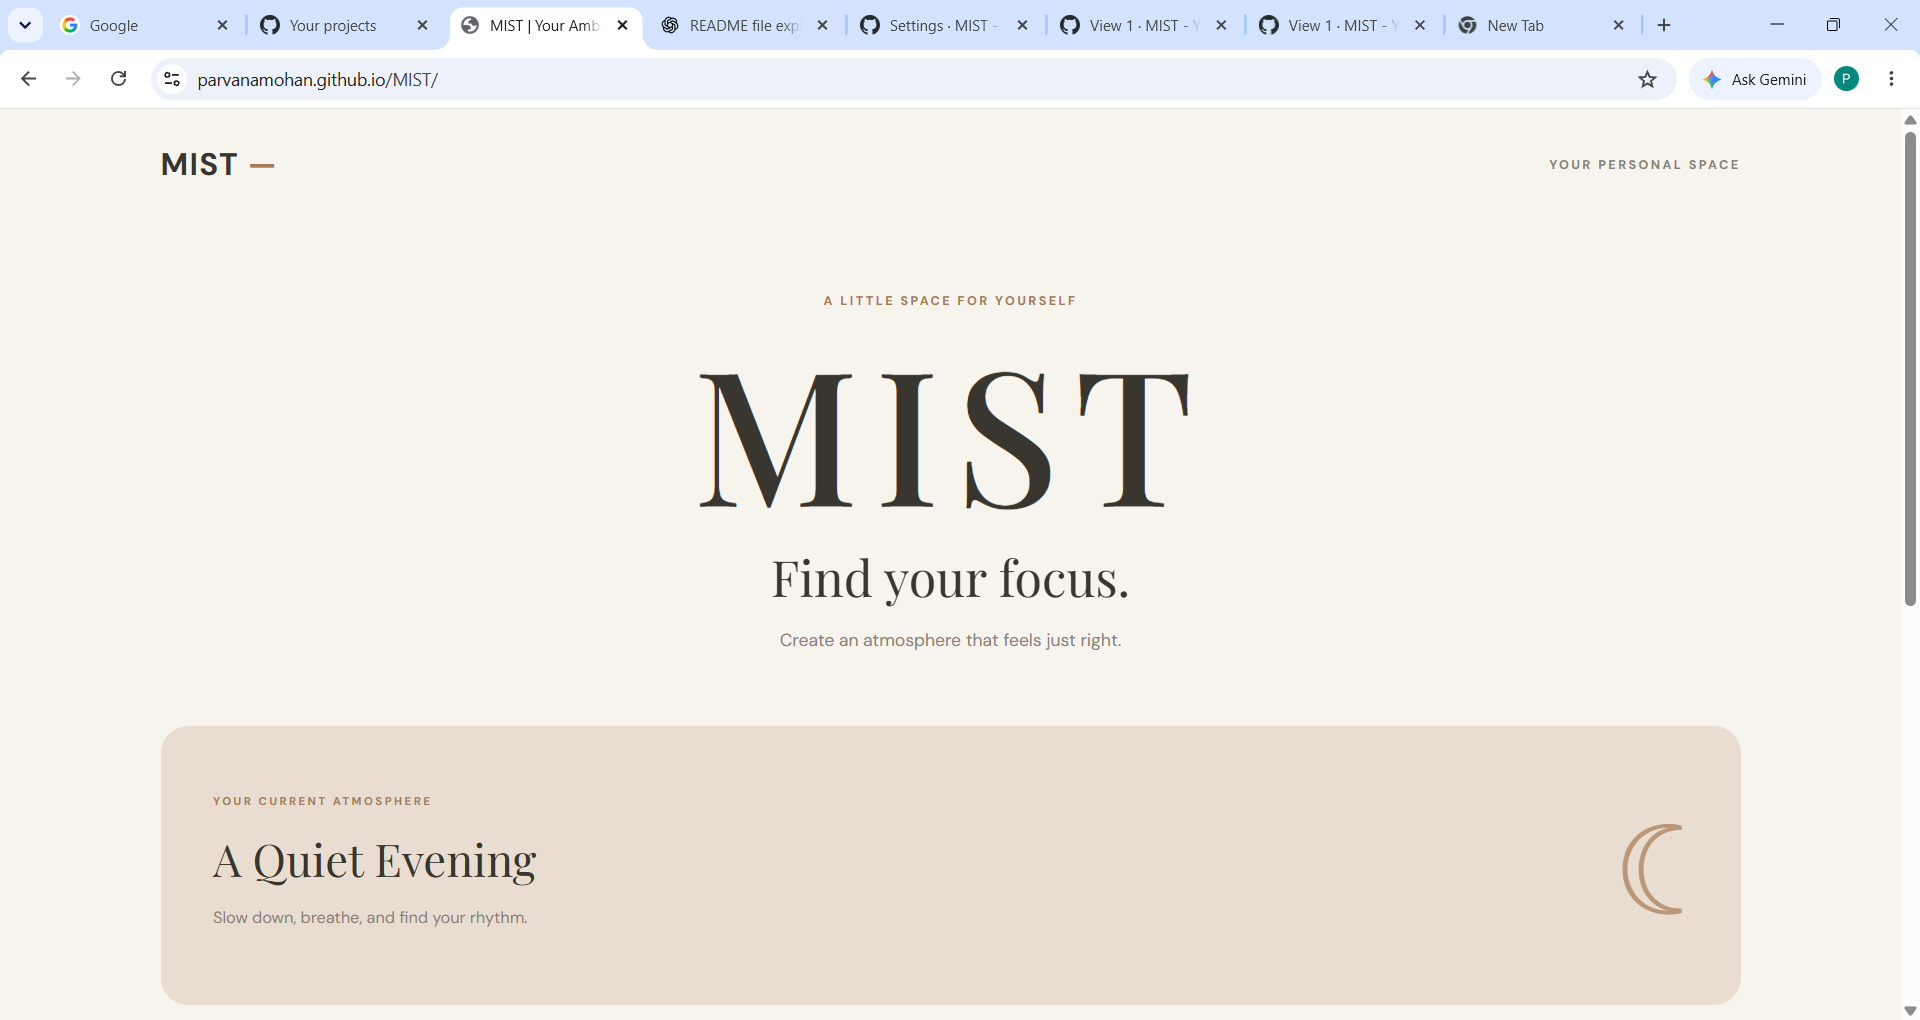 Google
Your projects
MIST | Your Amb
README file exp
Settings · MIST -
View 1 · MIST - Y
View 1 · MIST - Y
New Tab
parvanamohan.github.io/MIST/
Ask Gemini
P
MIST —
YOUR PERSONAL SPACE
A LITTLE SPACE FOR YOURSELF
MIST
Find your focus.
Create an atmosphere that feels just right.
YOUR CURRENT ATMOSPHERE
A Quiet Evening
Slow down, breathe, and find your rhythm.